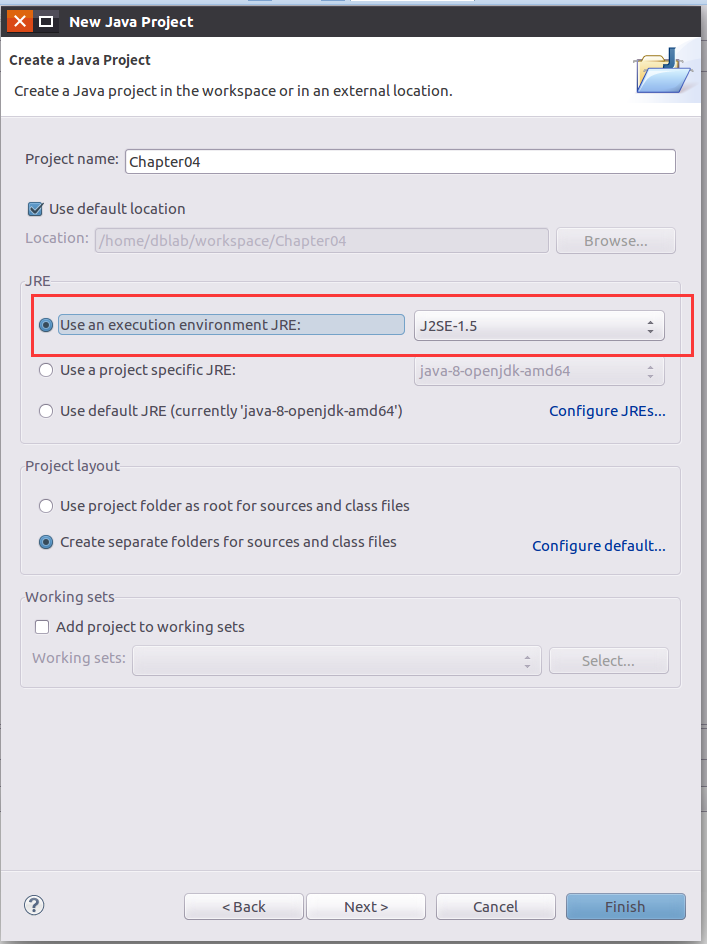 New Java Project
Create a Java Project
Create a Java project in the workspace or in an external location.
Project name: Chapter04
Use default location
Location: /home/dblab/workspace/Chapter04 Browse...
JRE
Use an execution environment JRE: J2SE-1.5
Use a project specific JRE: java-8-openjdk-amd64
Use default JRE (currently 'java-8-openjdk-amd64') Configure JREs...
Project layout
Use project folder as root for sources and class files
Create separate folders for sources and class files Configure default...
Working sets
Add project to working sets
Working sets: Select...
? < Back Next > Cancel Finish